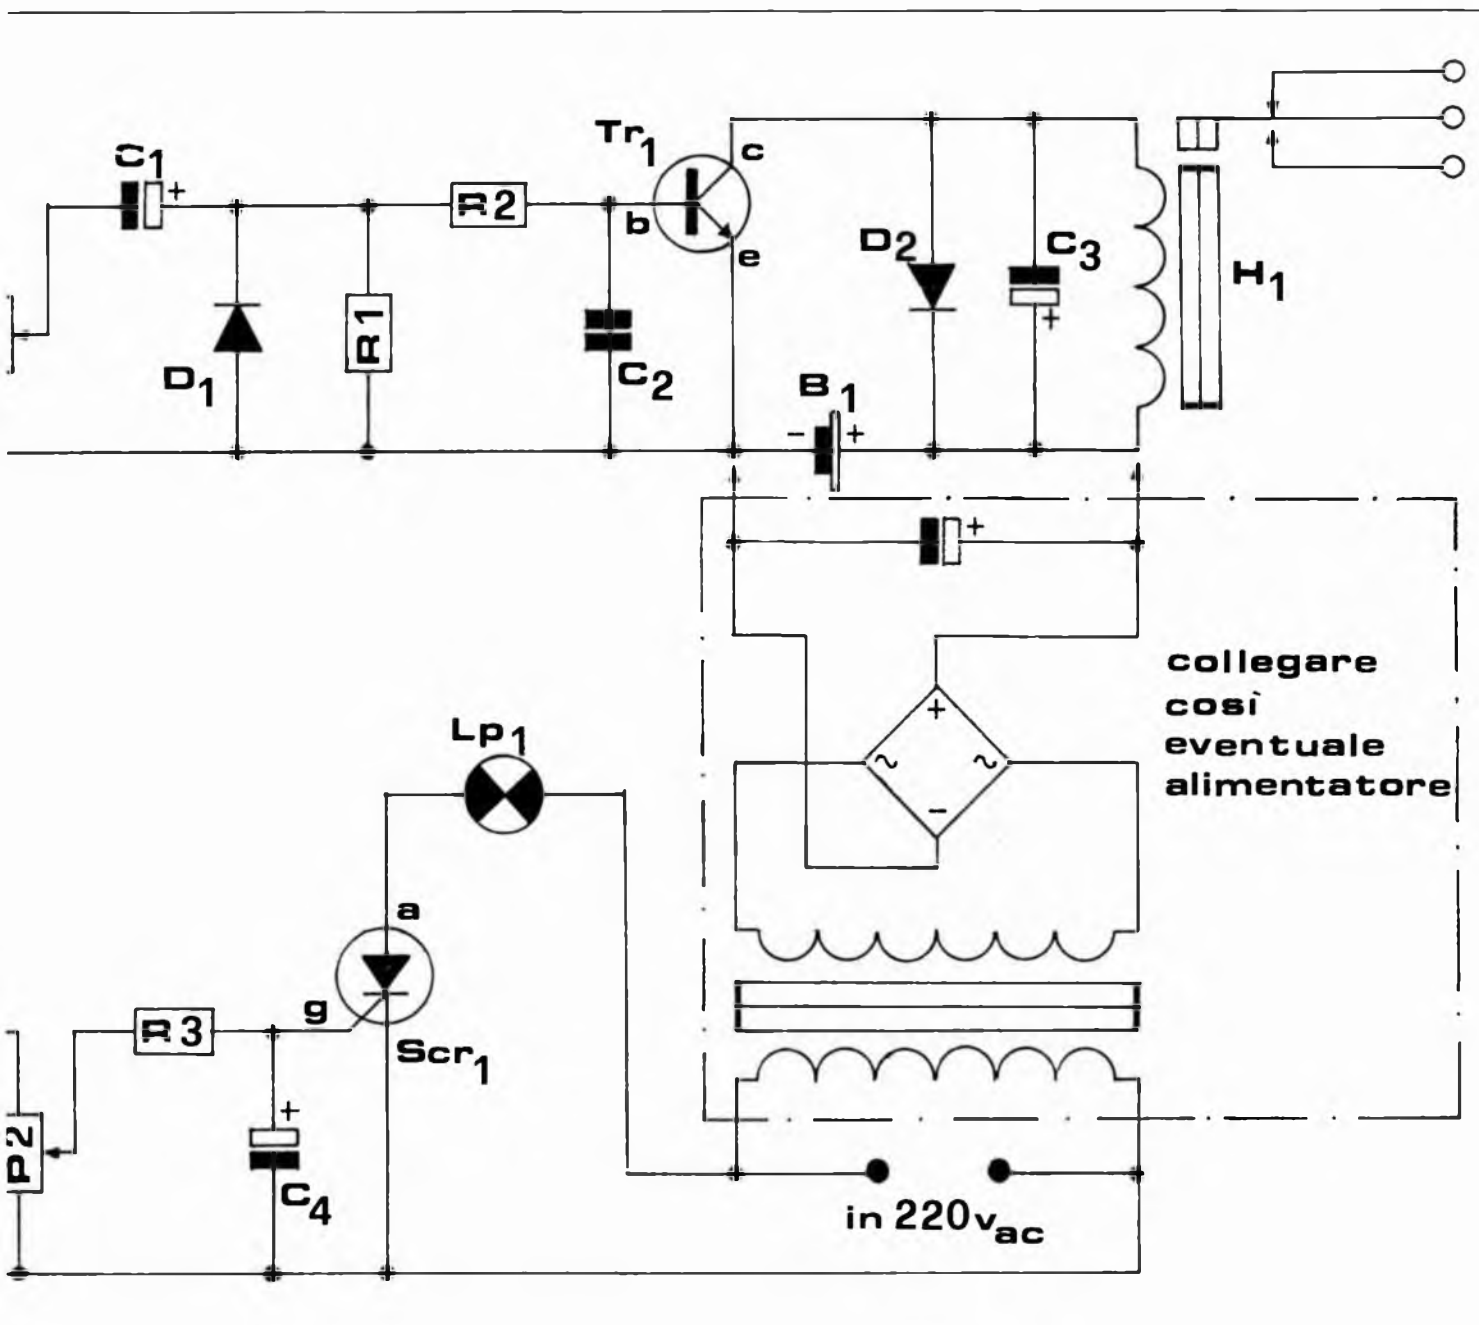 Tr1
c
C1
+
R2
b
e
D2
C3
+
H1
R1
D1
C2
B1
- +
+
collegare
così
eventuale
alimentatore
+
~ ~
-
Lp1
a
g
R3
Scr1
+
P2
C4
in 220vac